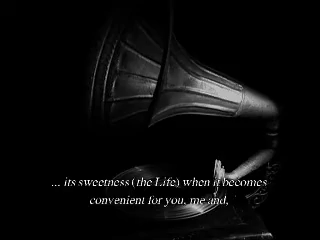 ... its sweetness (the Life) when it becomes
convenient for you, me and,